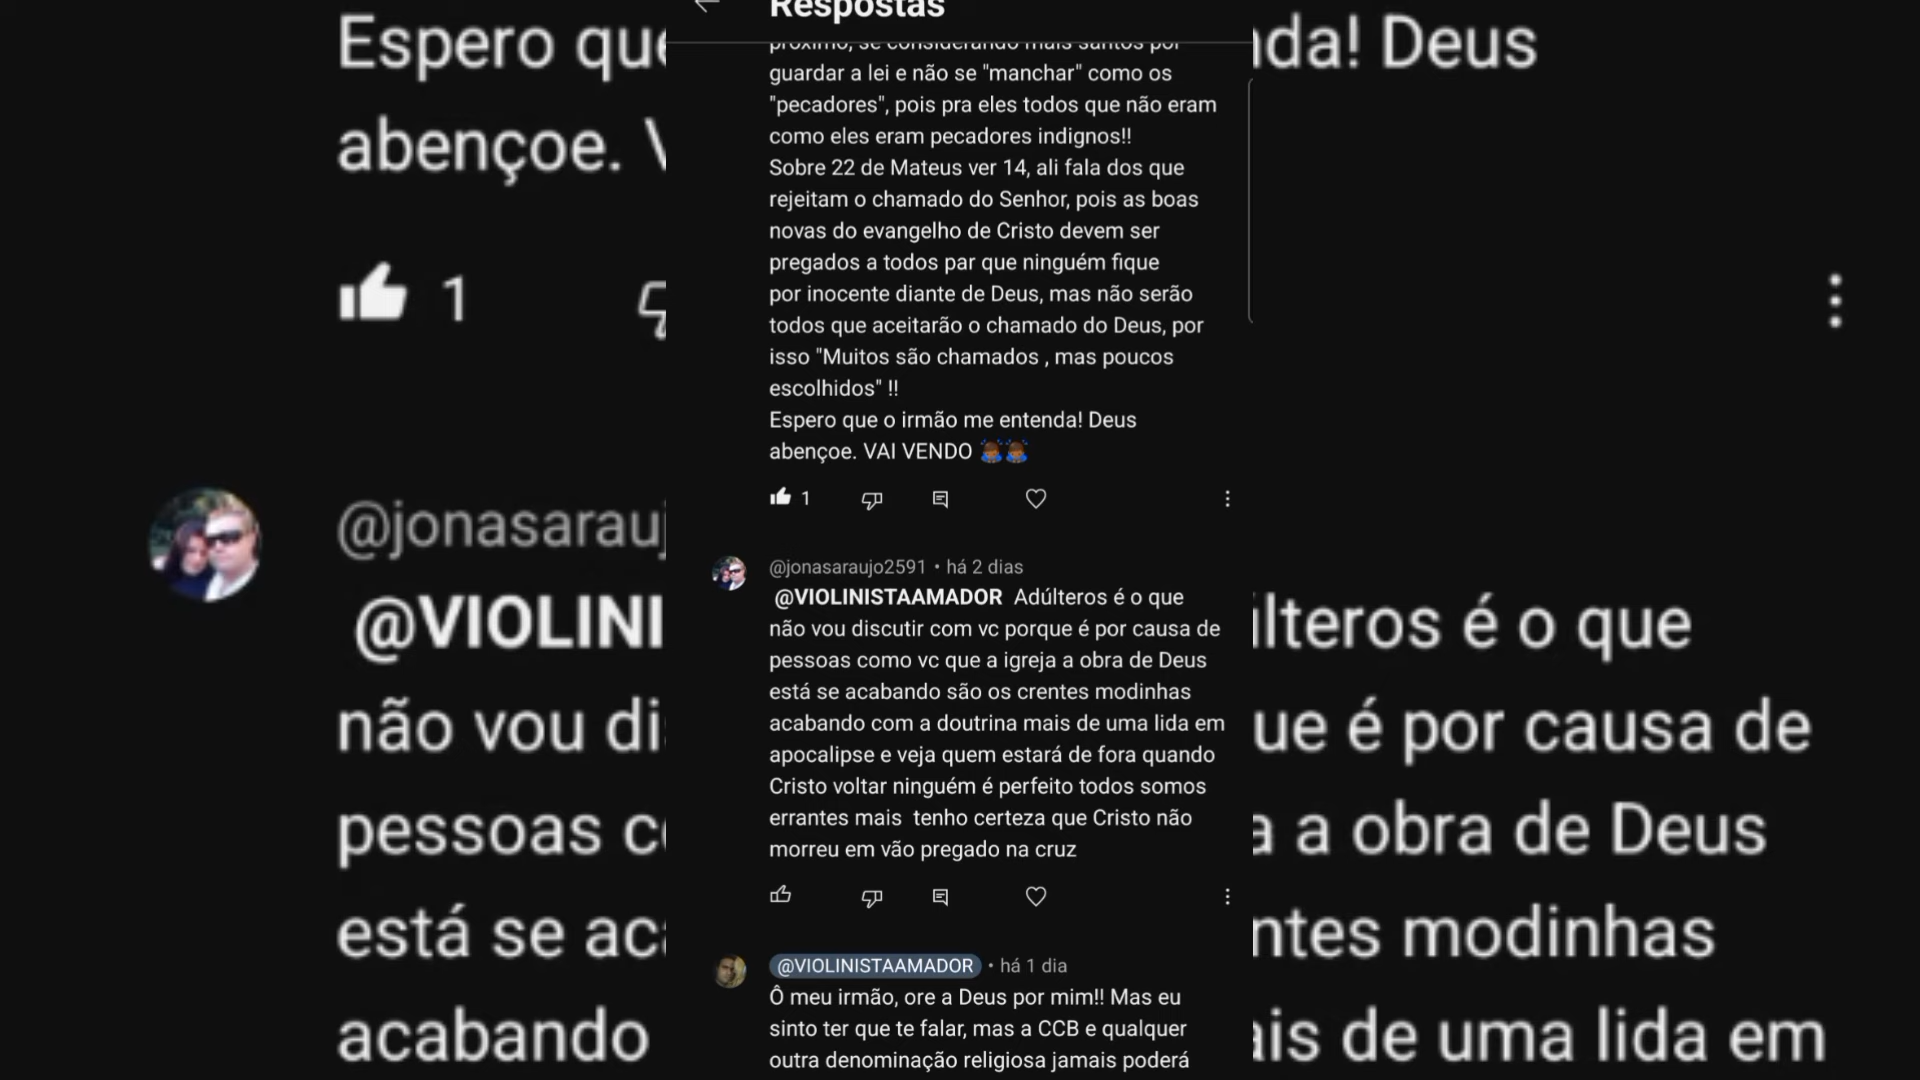 Respostas
próximo, se considerando mais santos por
guardar a lei e não se "manchar" como os
"pecadores", pois pra eles todos que não eram
como eles eram pecadores indignos!!
Sobre 22 de Mateus ver 14, ali fala dos que
rejeitam o chamado do Senhor, pois as boas
novas do evangelho de Cristo devem ser
pregados a todos par que ninguém fique
por inocente diante de Deus, mas não serão
todos que aceitarão o chamado do Deus, por
isso "Muitos são chamados , mas poucos
escolhidos" !!
Espero que o irmão me entenda! Deus
abençoe. VAI VENDO
1
@jonasaraujo2591 • há 2 dias
@VIOLINISTAAMADOR Adúlteros é o que
não vou discutir com vc porque é por causa de
pessoas como vc que a igreja a obra de Deus
está se acabando são os crentes modinhas
acabando com a doutrina mais de uma lida em
apocalipse e veja quem estará de fora quando
Cristo voltar ninguém é perfeito todos somos
errantes mais  tenho certeza que Cristo não
morreu em vão pregado na cruz
@VIOLINISTAAMADOR • há 1 dia
Ô meu irmão, ore a Deus por mim!! Mas eu
sinto ter que te falar, mas a CCB e qualquer
outra denominação religiosa jamais poderá
Espero que
nda! Deus
abençoe. V
1
@jonasarauj
@VIOLINI
últeros é o que
não vou di
ue é por causa de
pessoas c
a a obra de Deus
está se aca
ntes modinhas
acabando
ais de uma lida em